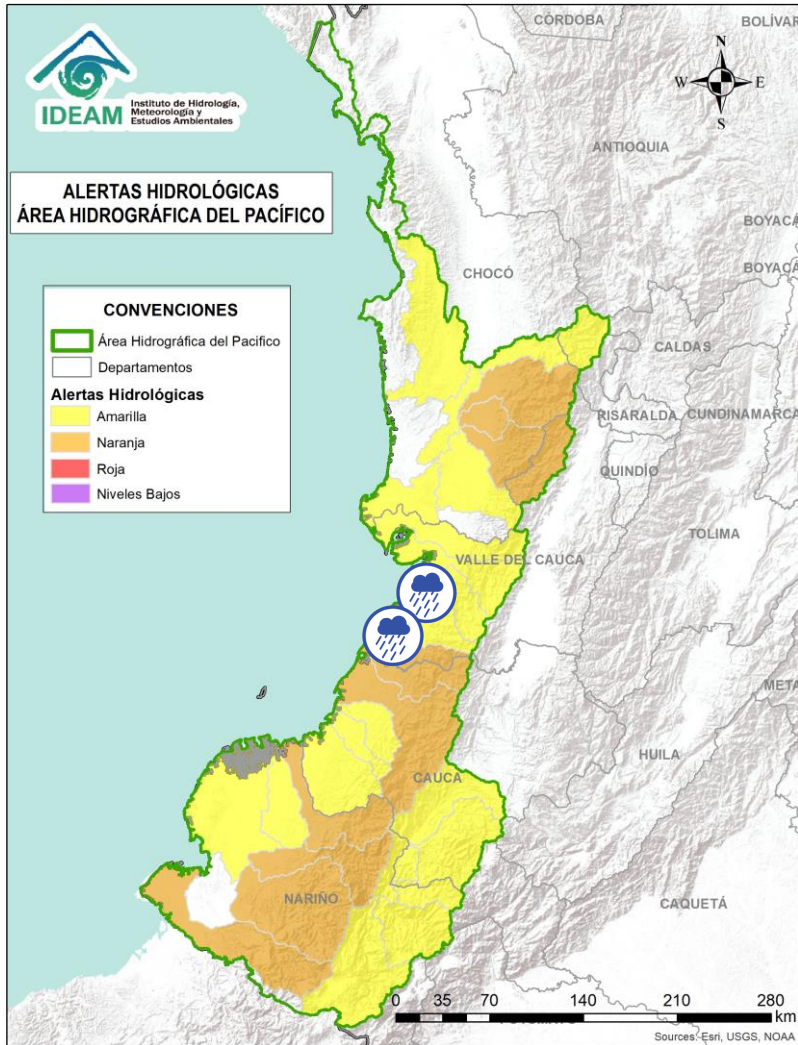 CÓRDOBA
BOLÍVAR
IDEAM
Instituto de Hidrología,
Meteorología y
Estudios Ambientales
N
W
E
S
ANTIOQUIA
ALERTAS HIDROLÓGICAS
ÁREA HIDROGRÁFICA DEL PACÍFICO
BOYACÁ
BOYACÁ
CHOCÓ
CONVENCIONES
Área Hidrográfica del Pacifico
Departamentos
Alertas Hidrológicas
Amarilla
Naranja
Roja
Niveles Bajos
CALDAS
RISARALDA
CUNDINAMARCA
QUINDÍO
TOLIMA
VALLE DEL CAUCA
META
HUILA
CAUCA
NARIÑO
CAQUETÁ
0 35 70 140 210 280
km
Sources: Esri, USGS, NOAA